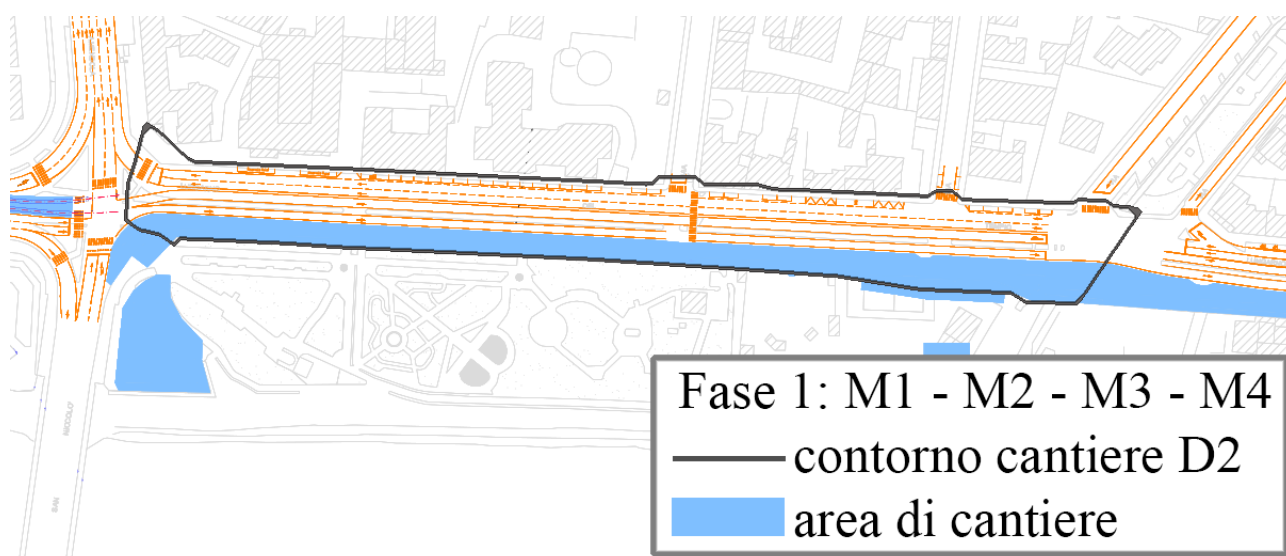 Fase 1: M1 - M2 - M3 - M4
contorno cantiere D2
area di cantiere